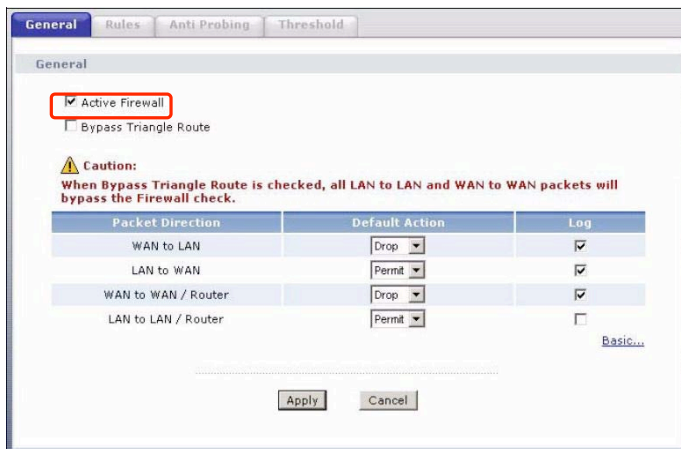 General Rules Anti Probing Threshold
General
Active Firewall
Bypass Triangle Route
Caution:
When Bypass Triangle Route is checked, all LAN to LAN and WAN to WAN packets will
bypass the Firewall check.
Packet Direction Default Action Log
WAN to LAN Drop
LAN to WAN Permit
WAN to WAN / Router Drop
LAN to LAN / Router Permit
Basic...
Apply Cancel